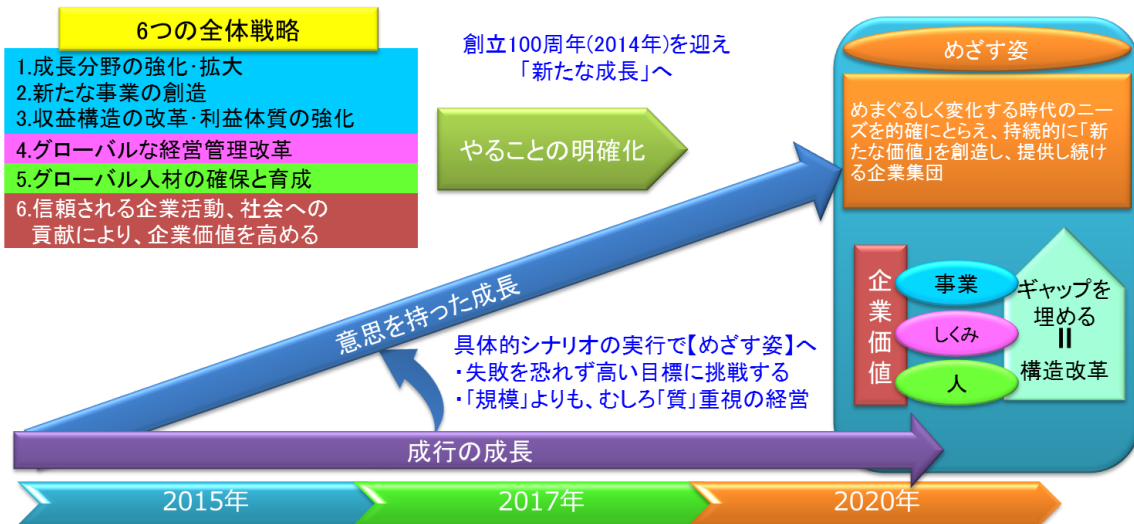 6つの全体戦略
1.成長分野の強化･拡大
2.新たな事業の創造
3.収益構造の改革･利益体質の強化
4.グローバルな経営管理改革
5.グローバル人材の確保と育成
6.信頼される企業活動、社会への
貢献により、企業価値を高める
創立100周年(2014年)を迎え
「新たな成長」へ
やることの明確化
めざす姿
めまぐるしく変化する時代のニー
ズを的確にとらえ、持続的に「新
たな価値」を創造し、提供し続け
る企業集団
企業価値
事業
しくみ
人
ギャップを
埋める
=
構造改革
意思を持った成長
具体的シナリオの実行で【めざす姿】へ
・失敗を恐れず高い目標に挑戦する
・「規模」よりも、むしろ「質」重視の経営
成行の成長
2015年
2017年
2020年